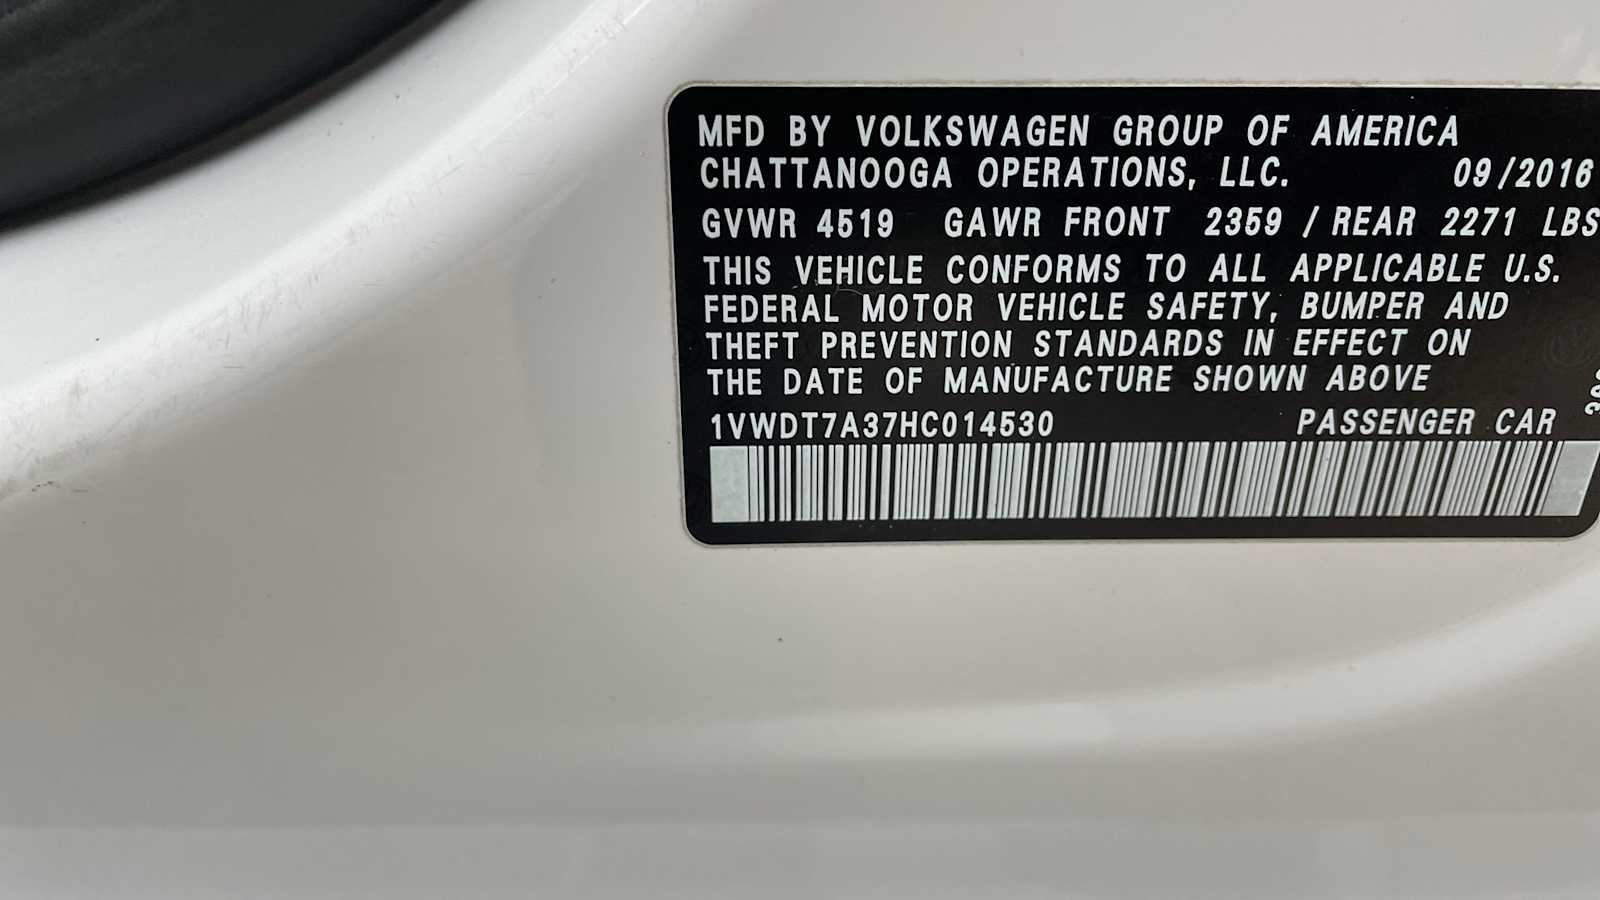 MFD BY VOLKSWAGEN GROUP OF AMERICA
CHATTANOOGA OPERATIONS, LLC. 09/2016
GVWR 4519 GAWR FRONT 2359 / REAR 2271 LBS
THIS VEHICLE CONFORMS TO ALL APPLICABLE U.S.
FEDERAL MOTOR VEHICLE SAFETY, BUMPER AND
THEFT PREVENTION STANDARDS IN EFFECT ON
THE DATE OF MANUFACTURE SHOWN ABOVE
1VWDT7A37HC014530 PASSENGER CAR